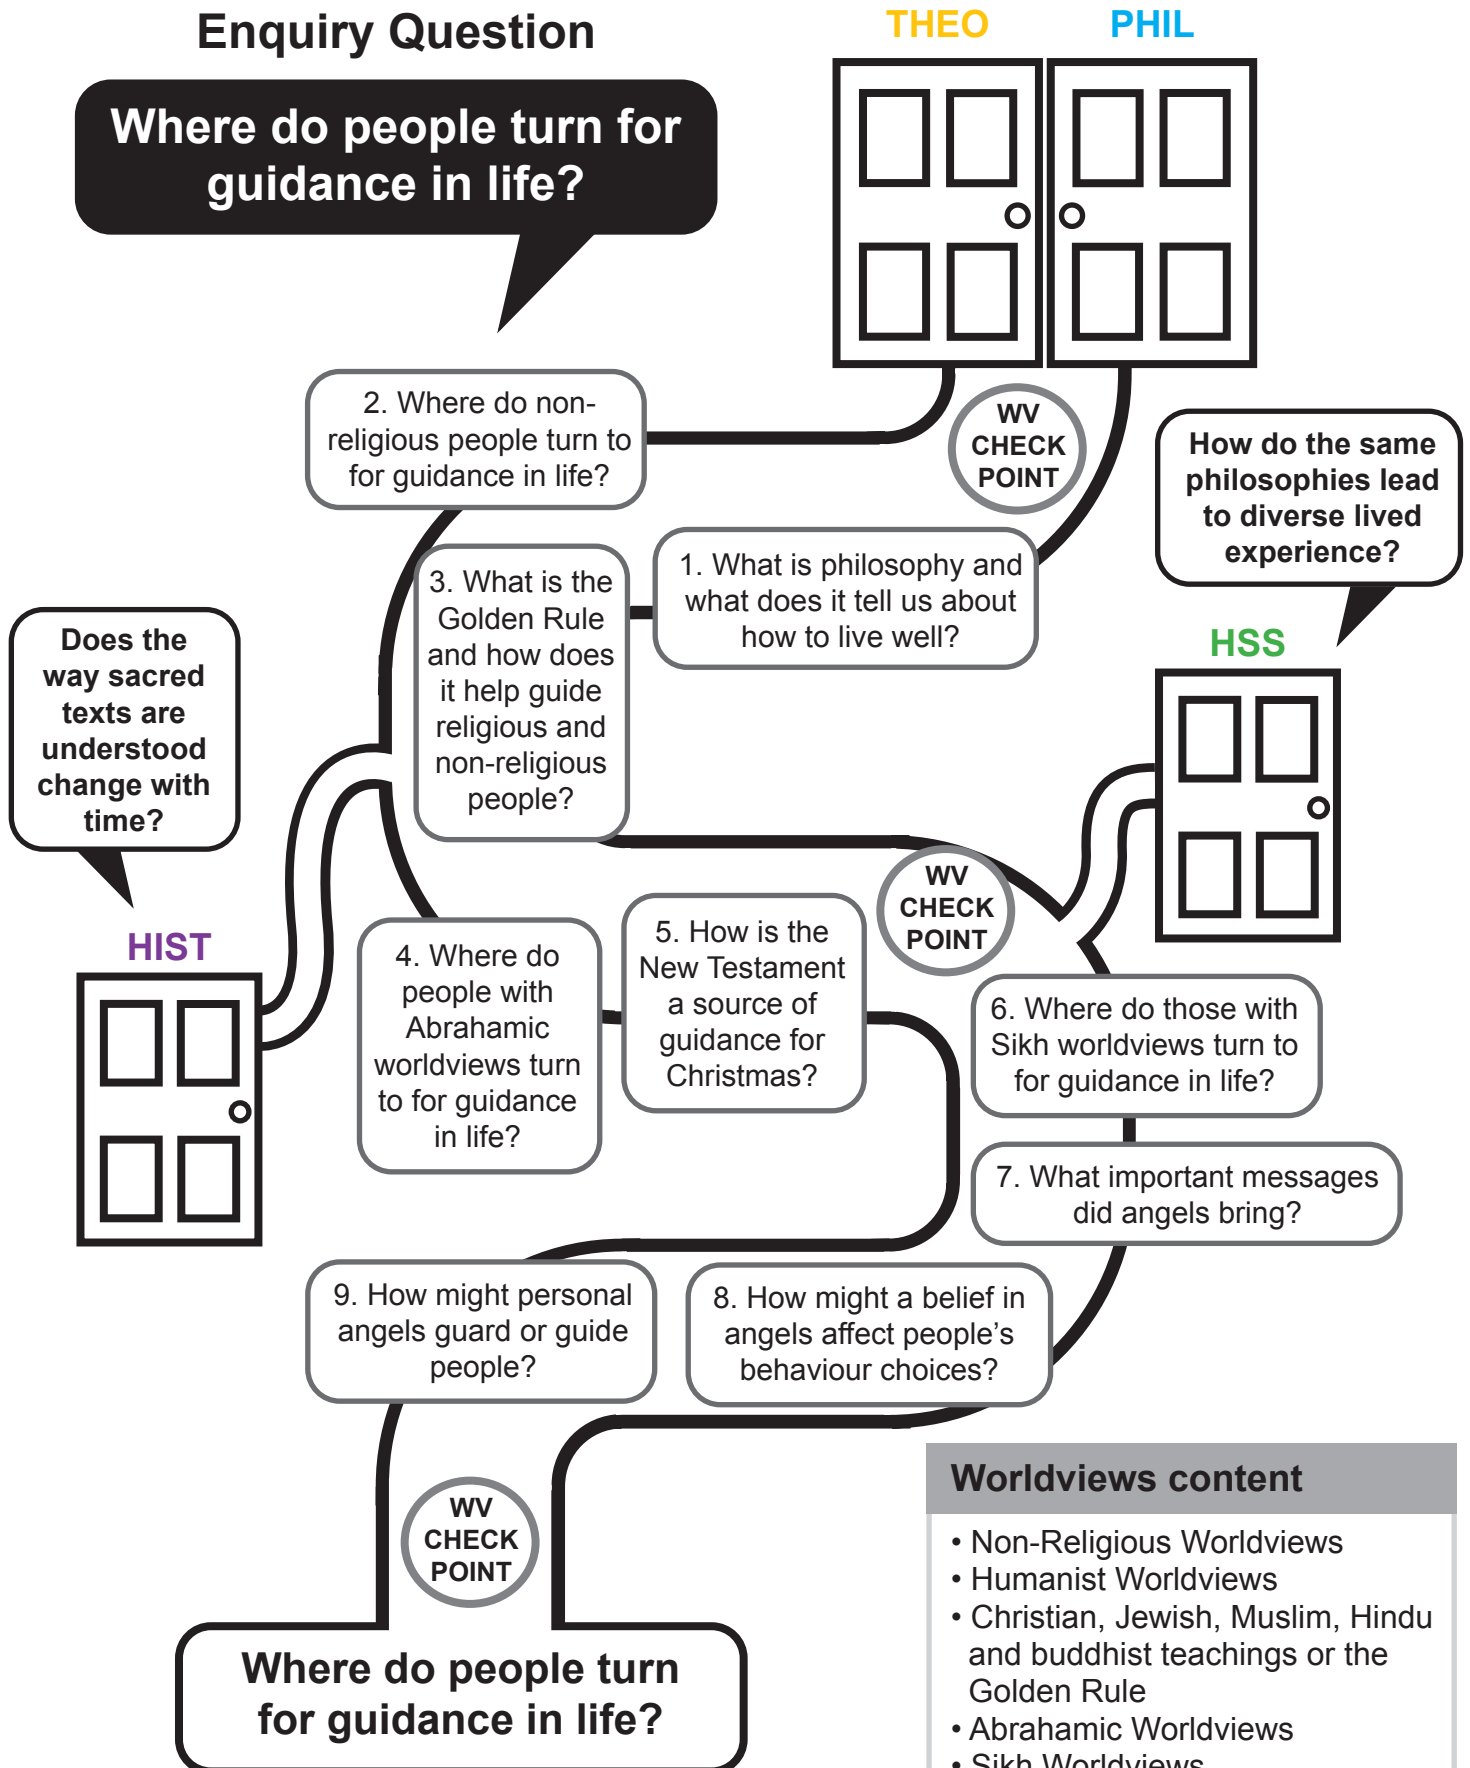 Enquiry Question
Where do people turn for
guidance in life?
THEO
PHIL
2. Where do non-
religious people turn to
for guidance in life?
WV
CHECK
POINT
How do the same
philosophies lead
to diverse lived
experience?
1. What is philosophy and
what does it tell us about
how to live well?
3. What is the
Golden Rule
and how does
it help guide
religious and
non-religious
people?
Does the
way sacred
texts are
understood
change with
time?
HSS
HIST
WV
CHECK
POINT
4. Where do
people with
Abrahamic
worldviews turn
to for guidance
in life?
5. How is the
New Testament
a source of
guidance for
Christmas?
6. Where do those with
Sikh worldviews turn to
for guidance in life?
7. What important messages
did angels bring?
9. How might personal
angels guard or guide
people?
8. How might a belief in
angels affect people's
behaviour choices?
WV
CHECK
POINT
Where do people turn
for guidance in life?
Worldviews content
• Non-Religious Worldviews
• Humanist Worldviews
• Christian, Jewish, Muslim, Hindu
and buddhist teachings or the
Golden Rule
• Abrahamic Worldviews
• Sikh Worldviews